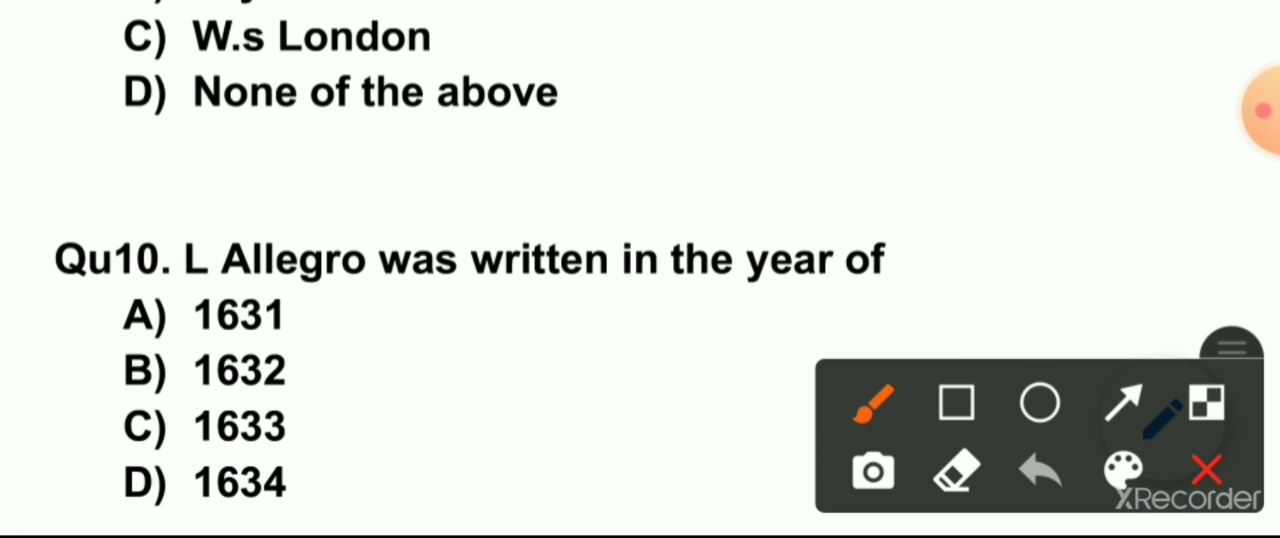 C) W.s London
D) None of the above
Qu10. L Allegro was written in the year of
A) 1631
B) 1632
C) 1633
D) 1634
XRecorder